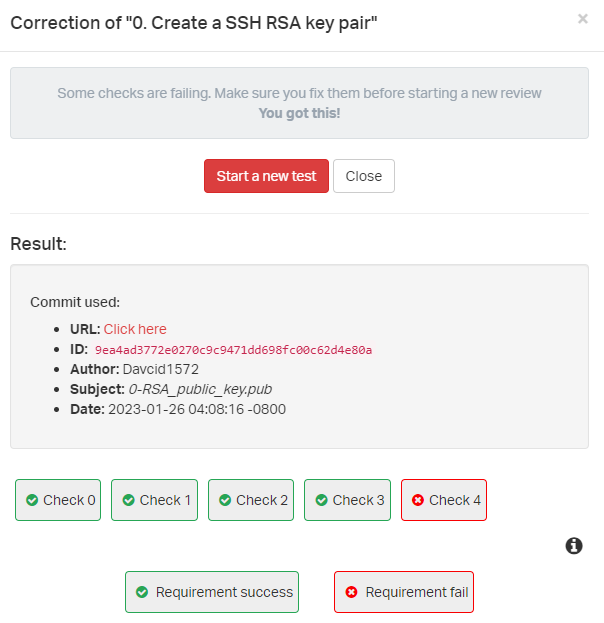 Correction of "0. Create a SSH RSA key pair"
×
Some checks are failing. Make sure you fix them before starting a new review
You got this!
Start a new test Close
Result:
Commit used:
URL: Click here
ID: 9ea4ad3772e0270c9c9471dd698fc00c62d4e80a
Author: Davcid1572
Subject: 0-RSA_public_key.pub
Date: 2023-01-26 04:08:16 -0800
Check 0 Check 1 Check 2 Check 3 Check 4
Requirement success Requirement fail